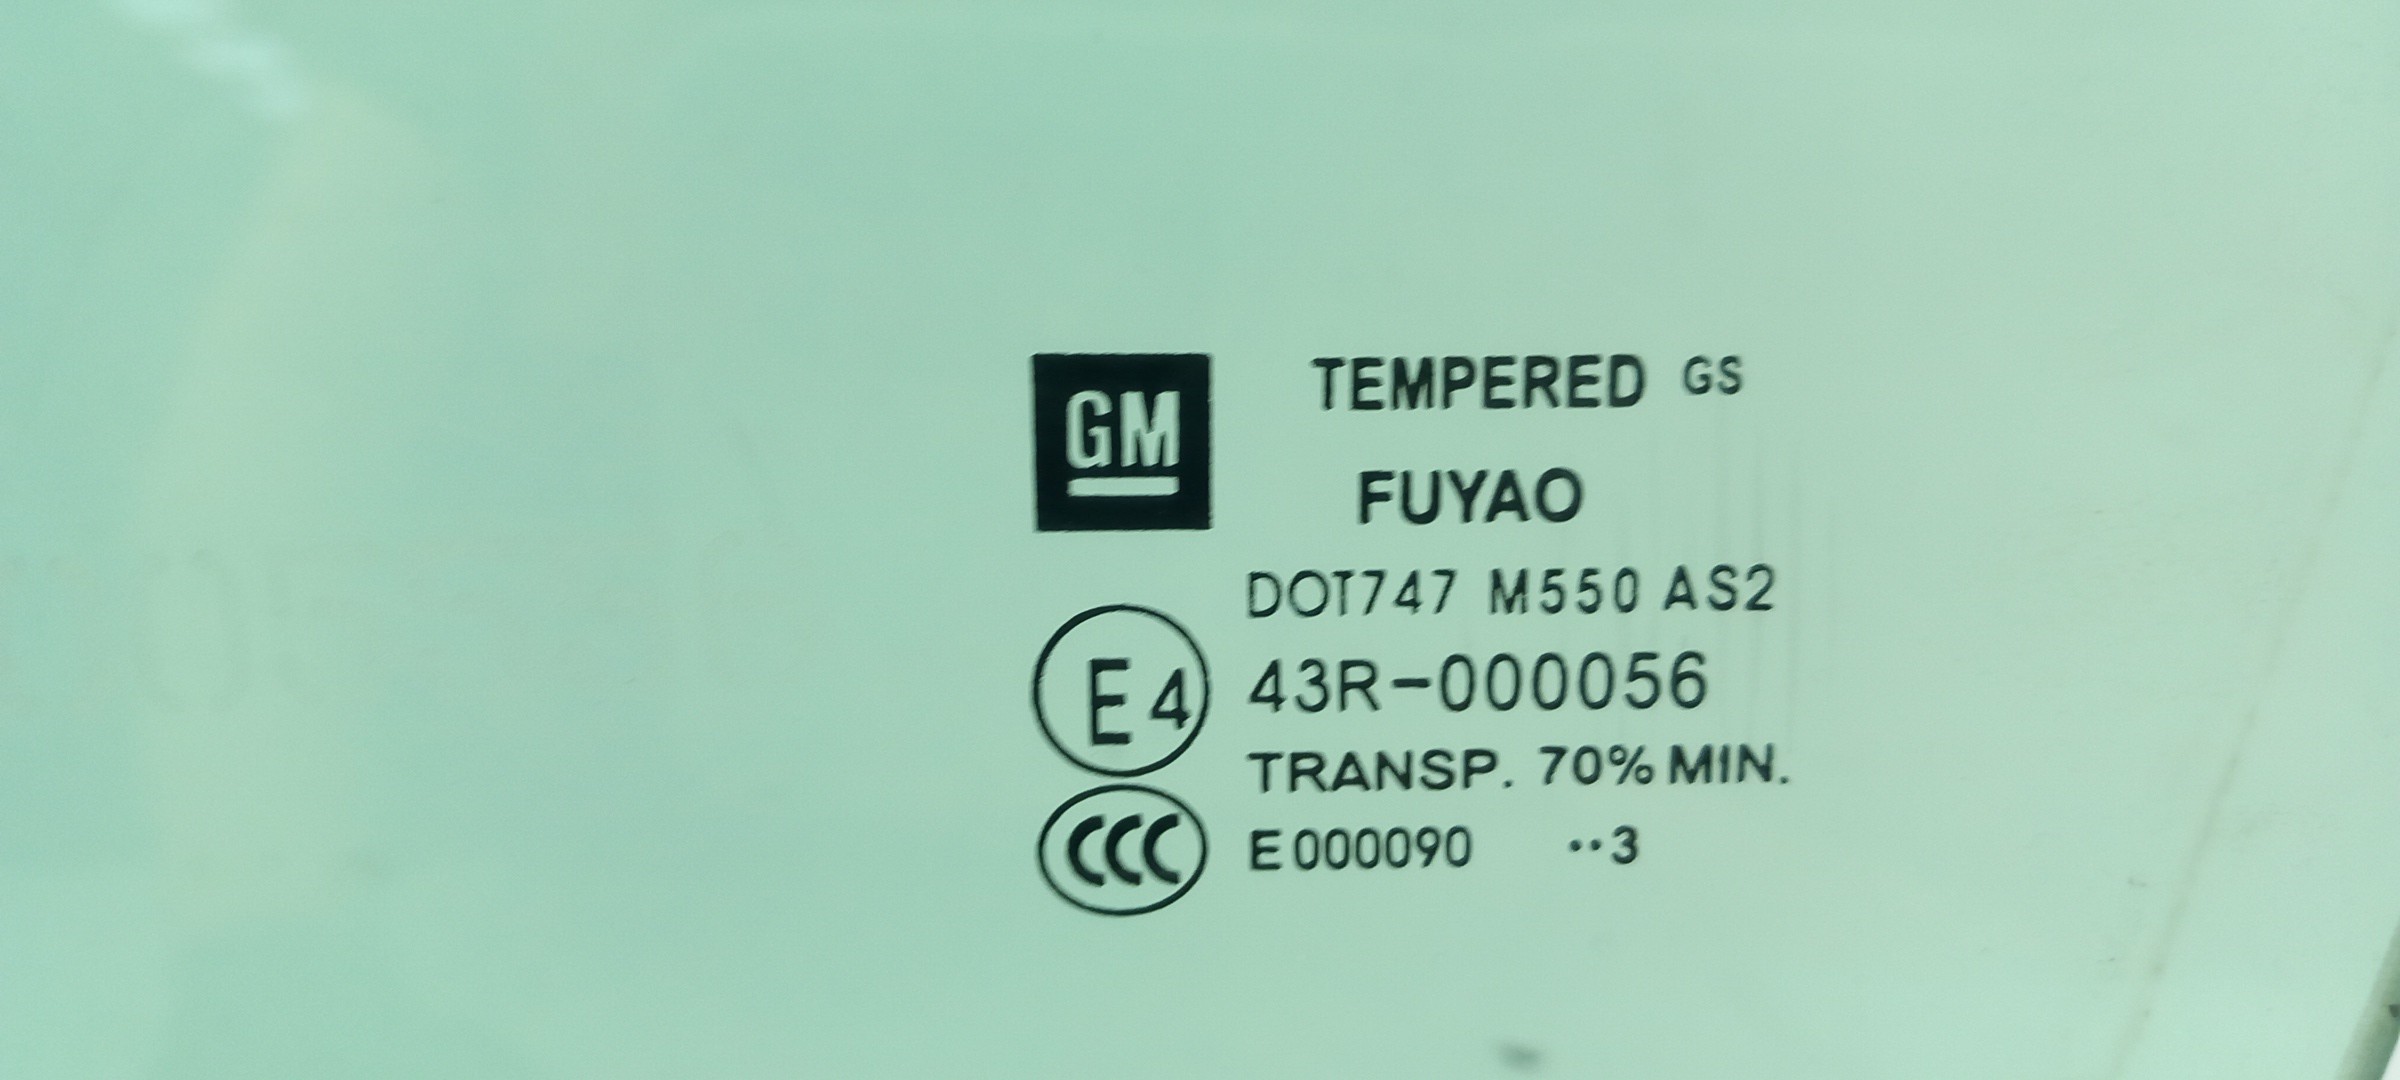 GM
TEMPERED GS
FUYAO
DOT747 M550 AS2
E4 43R-000056
TRANSP. 70% MIN.
CCC E000090 ··3